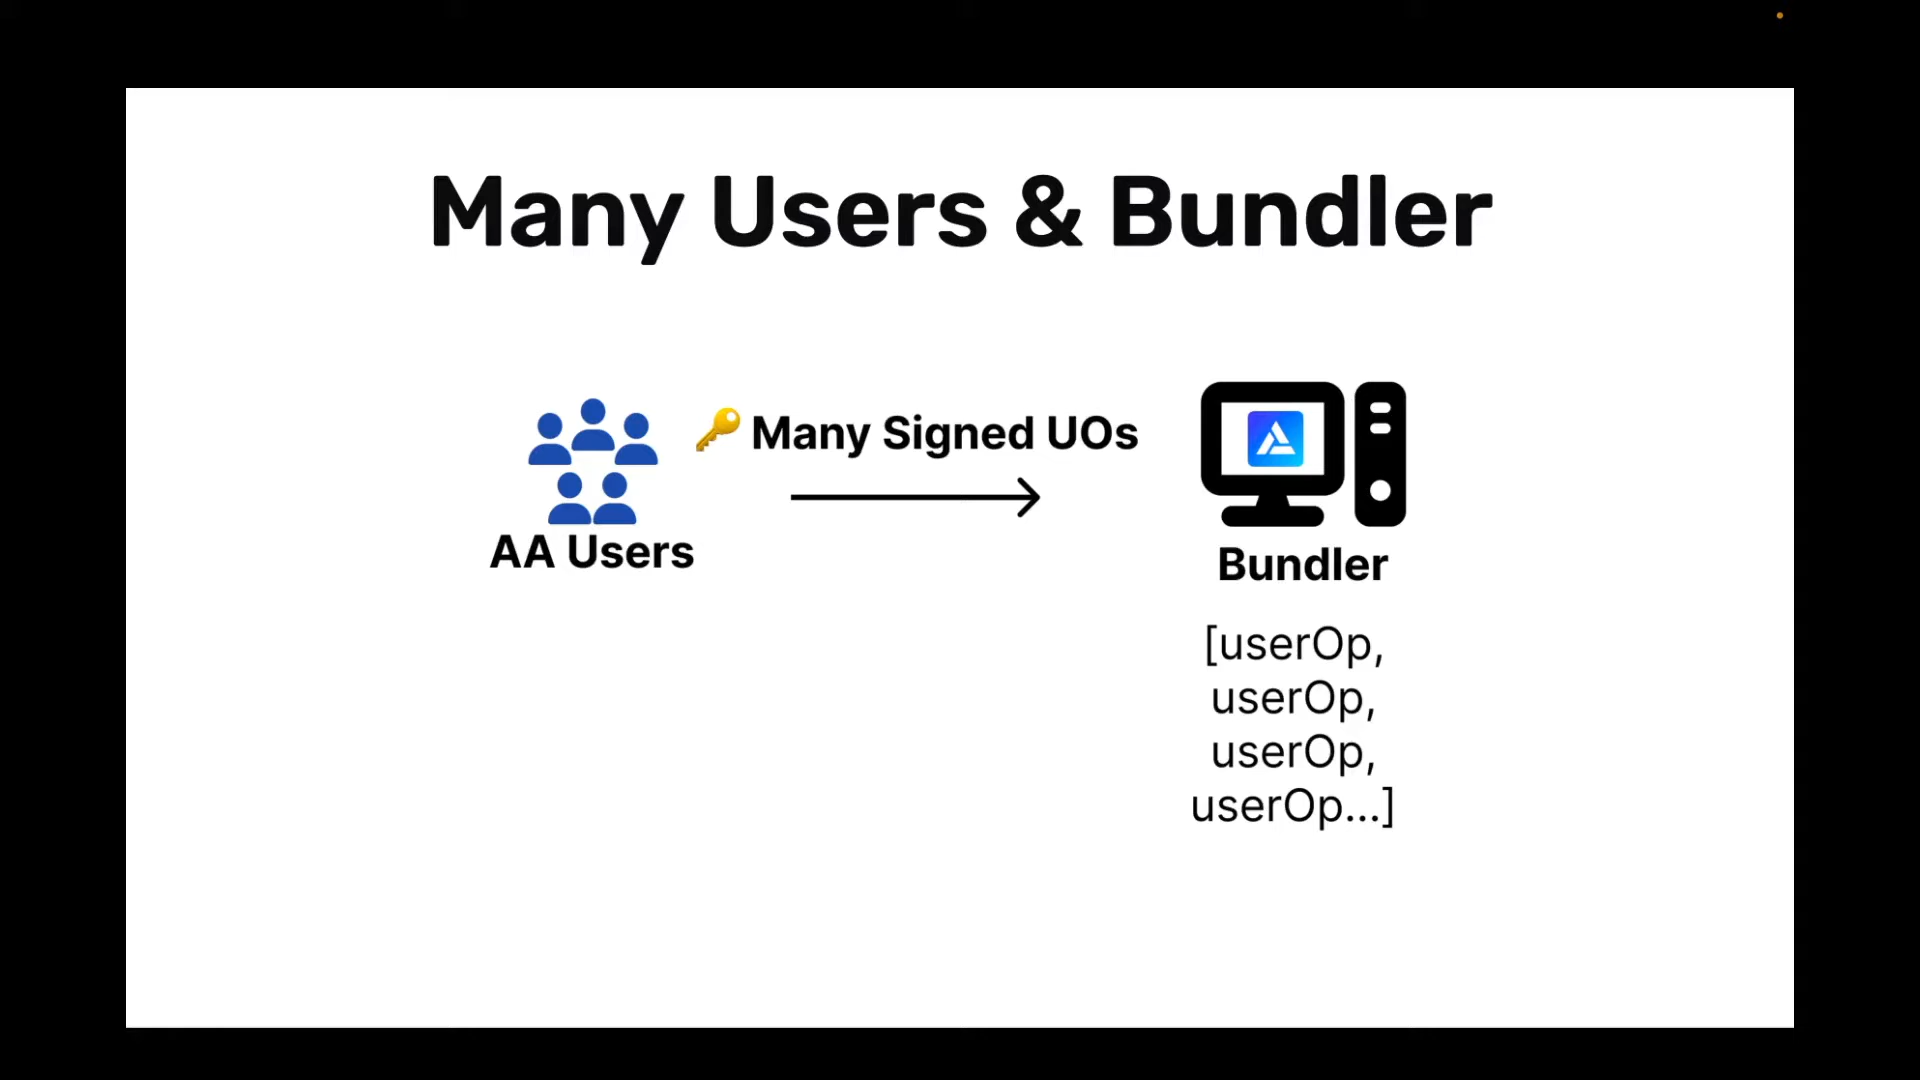 Many Users & Bundler
Many Signed UOs
AA Users
Bundler
[userOp,
userOp,
userOp,
userOp...]